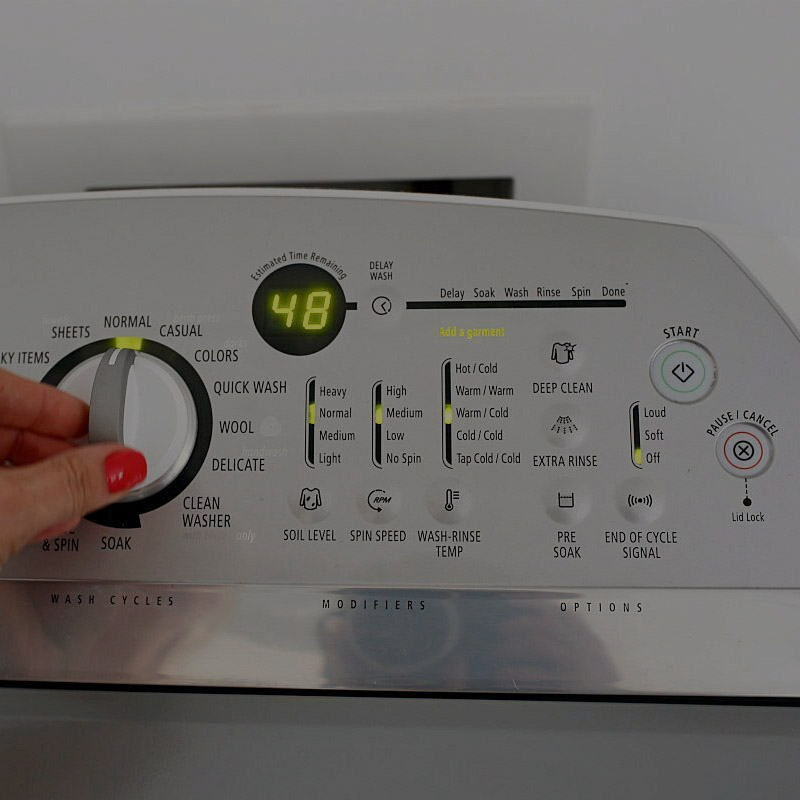 Estimated Time Remaining
48
DELAY
WASH
Delay Soak Wash Rinse Spin Done
Add a garment
START
PAUSE / CANCEL
Lid Lock
KY ITEMS
SHEETS
NORMAL
CASUAL
COLORS
QUICK WASH
WOOL
handwash
DELICATE
CLEAN
WASHER
only
SOAK
& SPIN
Heavy
Normal
Medium
Light
SOIL LEVEL
High
Medium
Low
No Spin
RPM
SPIN SPEED
Hot / Cold
Warm / Warm
Warm / Cold
Cold / Cold
Tap Cold / Cold
WASH-RINSE
TEMP
DEEP CLEAN
EXTRA RINSE
PRE
SOAK
Loud
Soft
Off
END OF CYCLE
SIGNAL
WASH CYCLES
MODIFIERS
OPTIONS